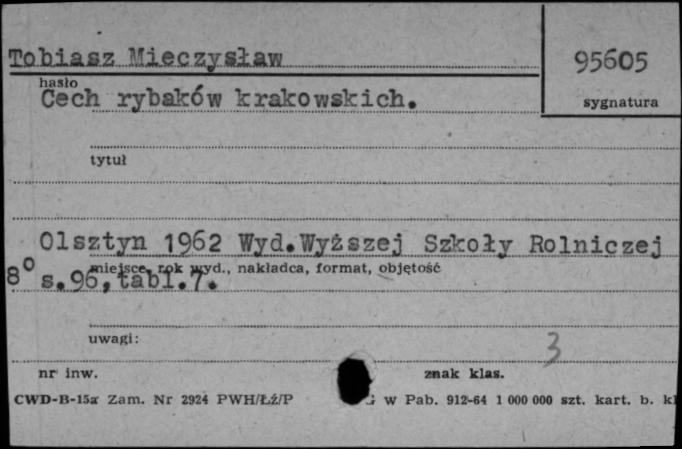 Tobiasz Mieczysław
95605
hasło
sygnatura
Cech rybaków krakowskich.
tytuł
Olsztyn 1962 Wyd.Wyższej Szkoły Rolniczej
miejsce, rok wyd., nakładca, format, objętość
8° s.96,tabl.7.
uwagi:
3
nr inw.
znak klas.
CWD-B-15a Zam. Nr 2924 PWH/Łź/P
G w Pab. 912-64 1 000 000 szt. kart. b. kl